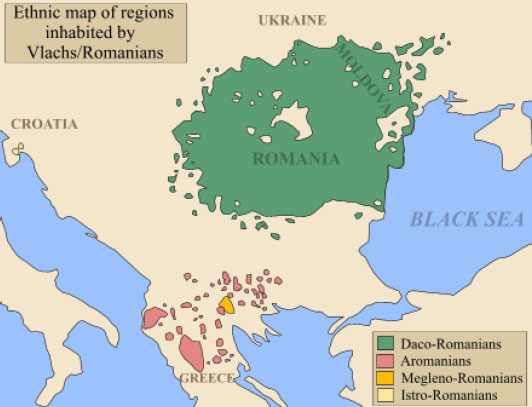 Ethnic map of regions
inhabited by
Vlachs/Romanians
UKRAINE
MOLDOVA
CROATIA
ROMANIA
BLACK SEA
GREECE
Daco-Romanians
Aromanians
Megleno-Romanians
Istro-Romanians